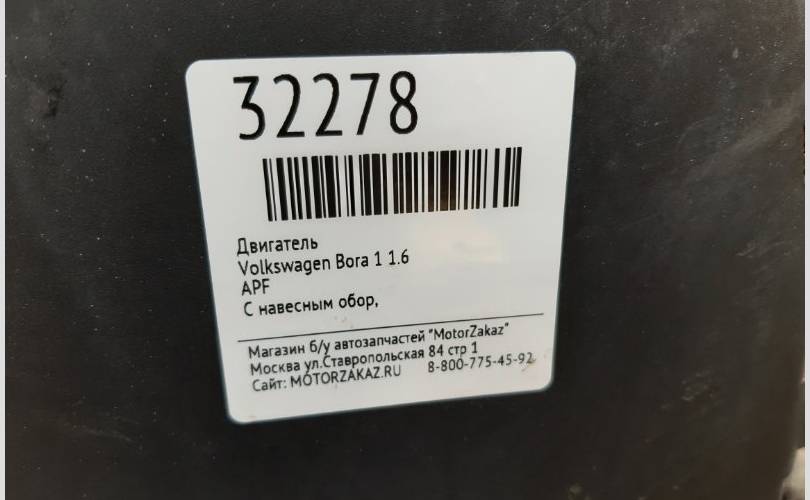 32278
Двигатель
Volkswagen Bora 1 1.6
APF
С навесным обор,
Магазин б/у автозапчастей "MotorZakaz"
Москва ул.Ставропольская 84 стр 1
Сайт: MOTORZAKAZ.RU 8-800-775-45-92